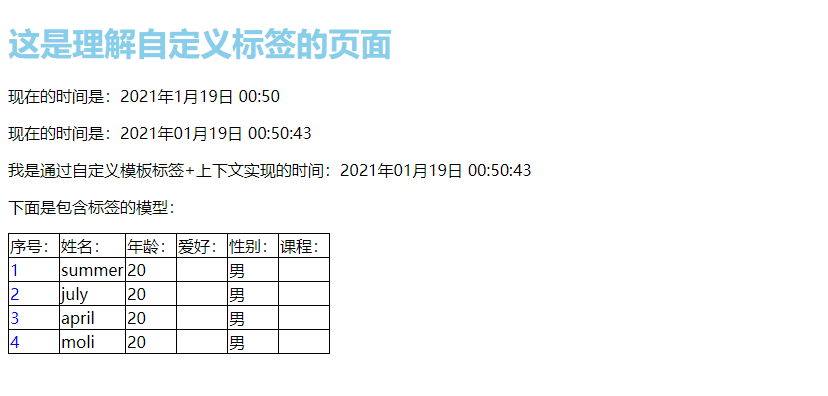 这是理解自定义标签的页面
现在的时间是：2021年1月19日 00:50
现在的时间是：2021年01月19日 00:50:43
我是通过自定义模板标签+上下文实现的时间：2021年01月19日 00:50:43
下面是包含标签的模型：
序号： 姓名： 年龄： 爱好： 性别： 课程：
1 summer 20 男
2 july 20 男
3 april 20 男
4 moli 20 男